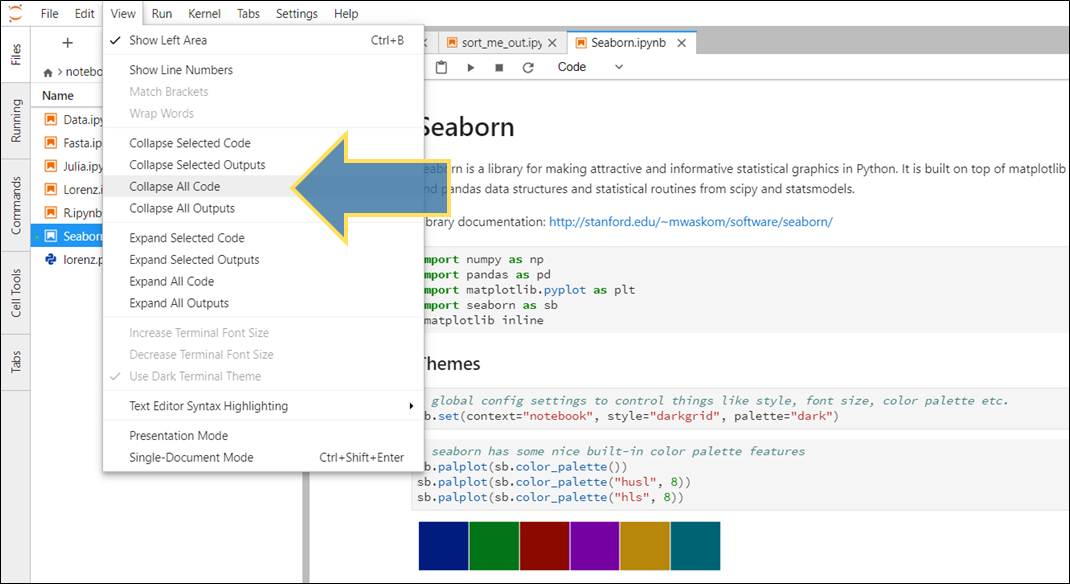 File Edit View Run Kernel Tabs Settings Help
Files
Running
Commands
Cell Tools
Tabs
notebo
Name
Data.ipy
Fasta.ip
Julia.ipy
Lorenz.i
R.ipynb
Seaborn
lorenz.p
Show Left Area Ctrl+B
Show Line Numbers
Match Brackets
Wrap Words
Collapse Selected Code
Collapse Selected Outputs
Collapse All Code
Collapse All Outputs
Expand Selected Code
Expand Selected Outputs
Expand All Code
Expand All Outputs
Increase Terminal Font Size
Decrease Terminal Font Size
Use Dark Terminal Theme
Text Editor Syntax Highlighting
Presentation Mode
Single-Document Mode Ctrl+Shift+Enter
sort_me_out.ipy
Seaborn.ipynb
Code
Seaborn
Seaborn is a library for making attractive and informative statistical graphics in Python. It is built on top of matplotlib
and pandas data structures and statistical routines from scipy and statsmodels.
ibrary documentation: http://stanford.edu/~mwaskom/software/seaborn/
mport numpy as np
mport pandas as pd
mport matplotlib.pyplot as plt
mport seaborn as sb
matplotlib inline
Themes
global config settings to control things like style, font size, color palette etc.
b.set(context="notebook", style="darkgrid", palette="dark")
seaborn has some nice built-in color palette features
b.palplot(sb.color_palette())
sb.palplot(sb.color_palette("husl", 8))
sb.palplot(sb.color_palette("hls", 8))